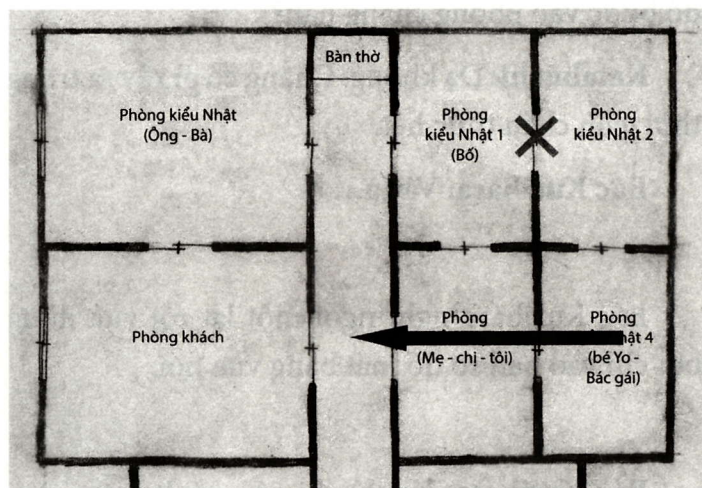 Bàn thờ
Phòng kiểu Nhật
(Ông - Bà)
Phòng
kiểu Nhật 1
(Bố)
Phòng
kiểu Nhật 2
Phòng khách
Phòng
(Mẹ - chị - tôi)
Phòng
4
(bé Yo -
Bác gái)